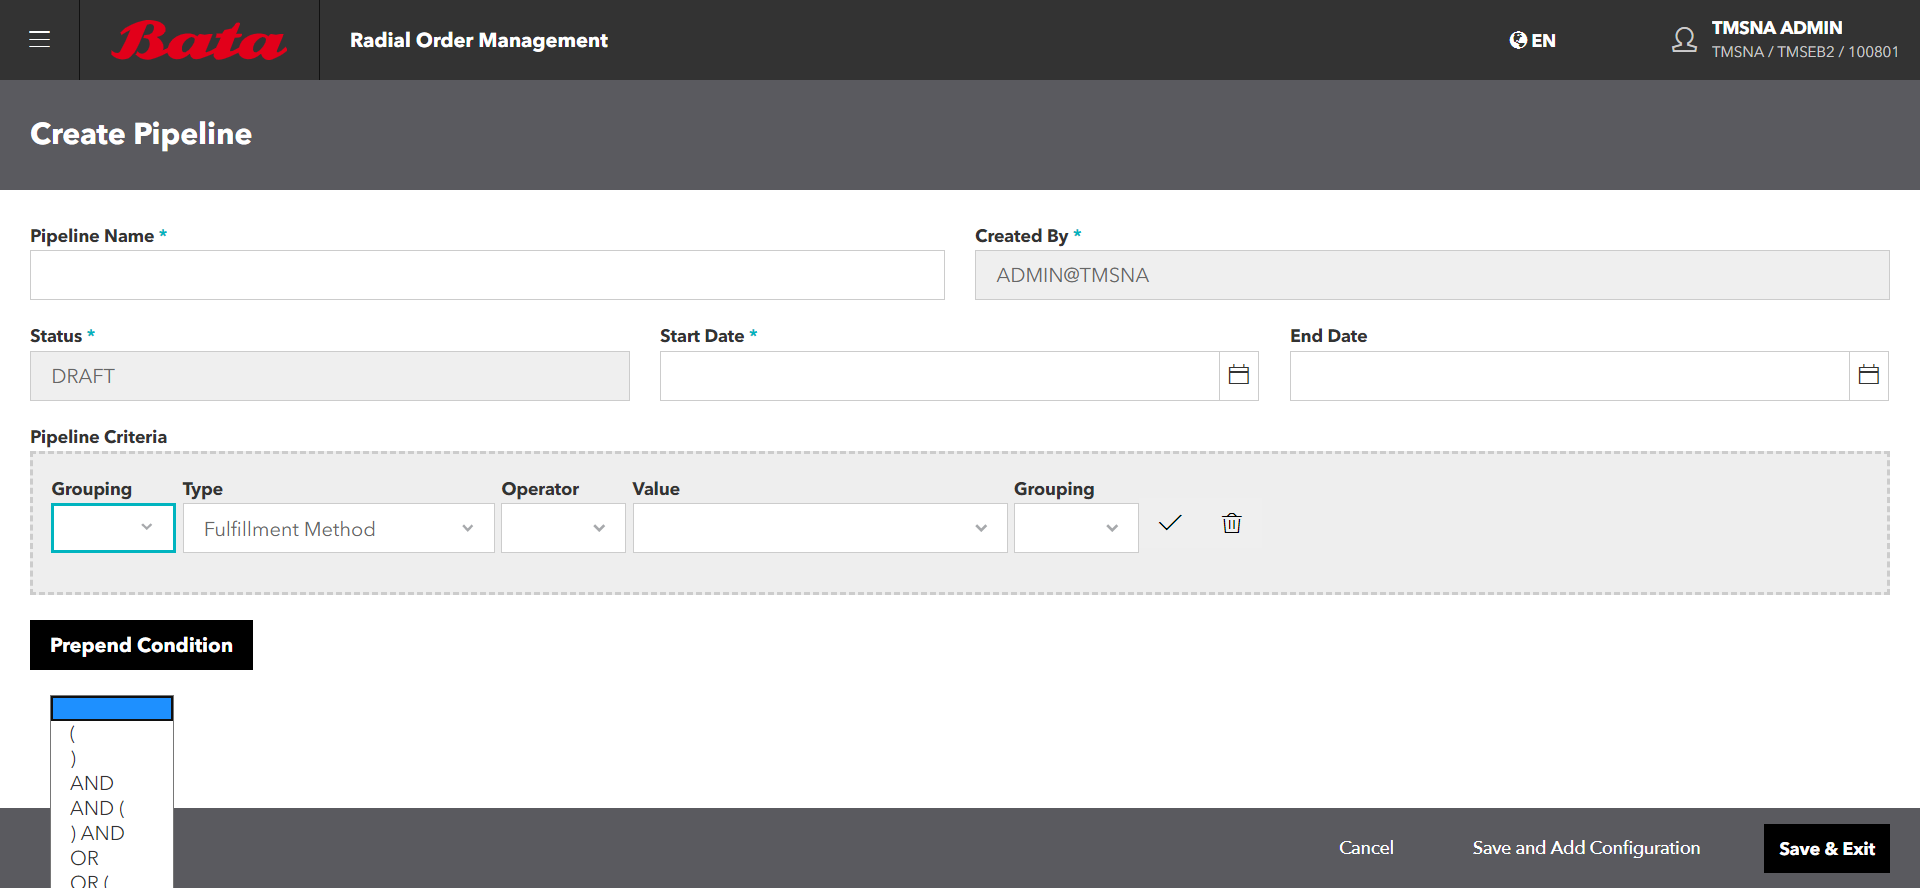 Bata
Radial Order Management
EN
TMSNA ADMIN
TMSNA / TMSEB2 / 100801
Create Pipeline
Pipeline Name *
Created By *
ADMIN@TMSNA
Status *
Start Date *
End Date
DRAFT
Pipeline Criteria
Grouping
Type
Operator
Value
Grouping
Fulfillment Method
Prepend Condition
(
)
AND
AND (
) AND
OR
OR (
Cancel
Save and Add Configuration
Save & Exit